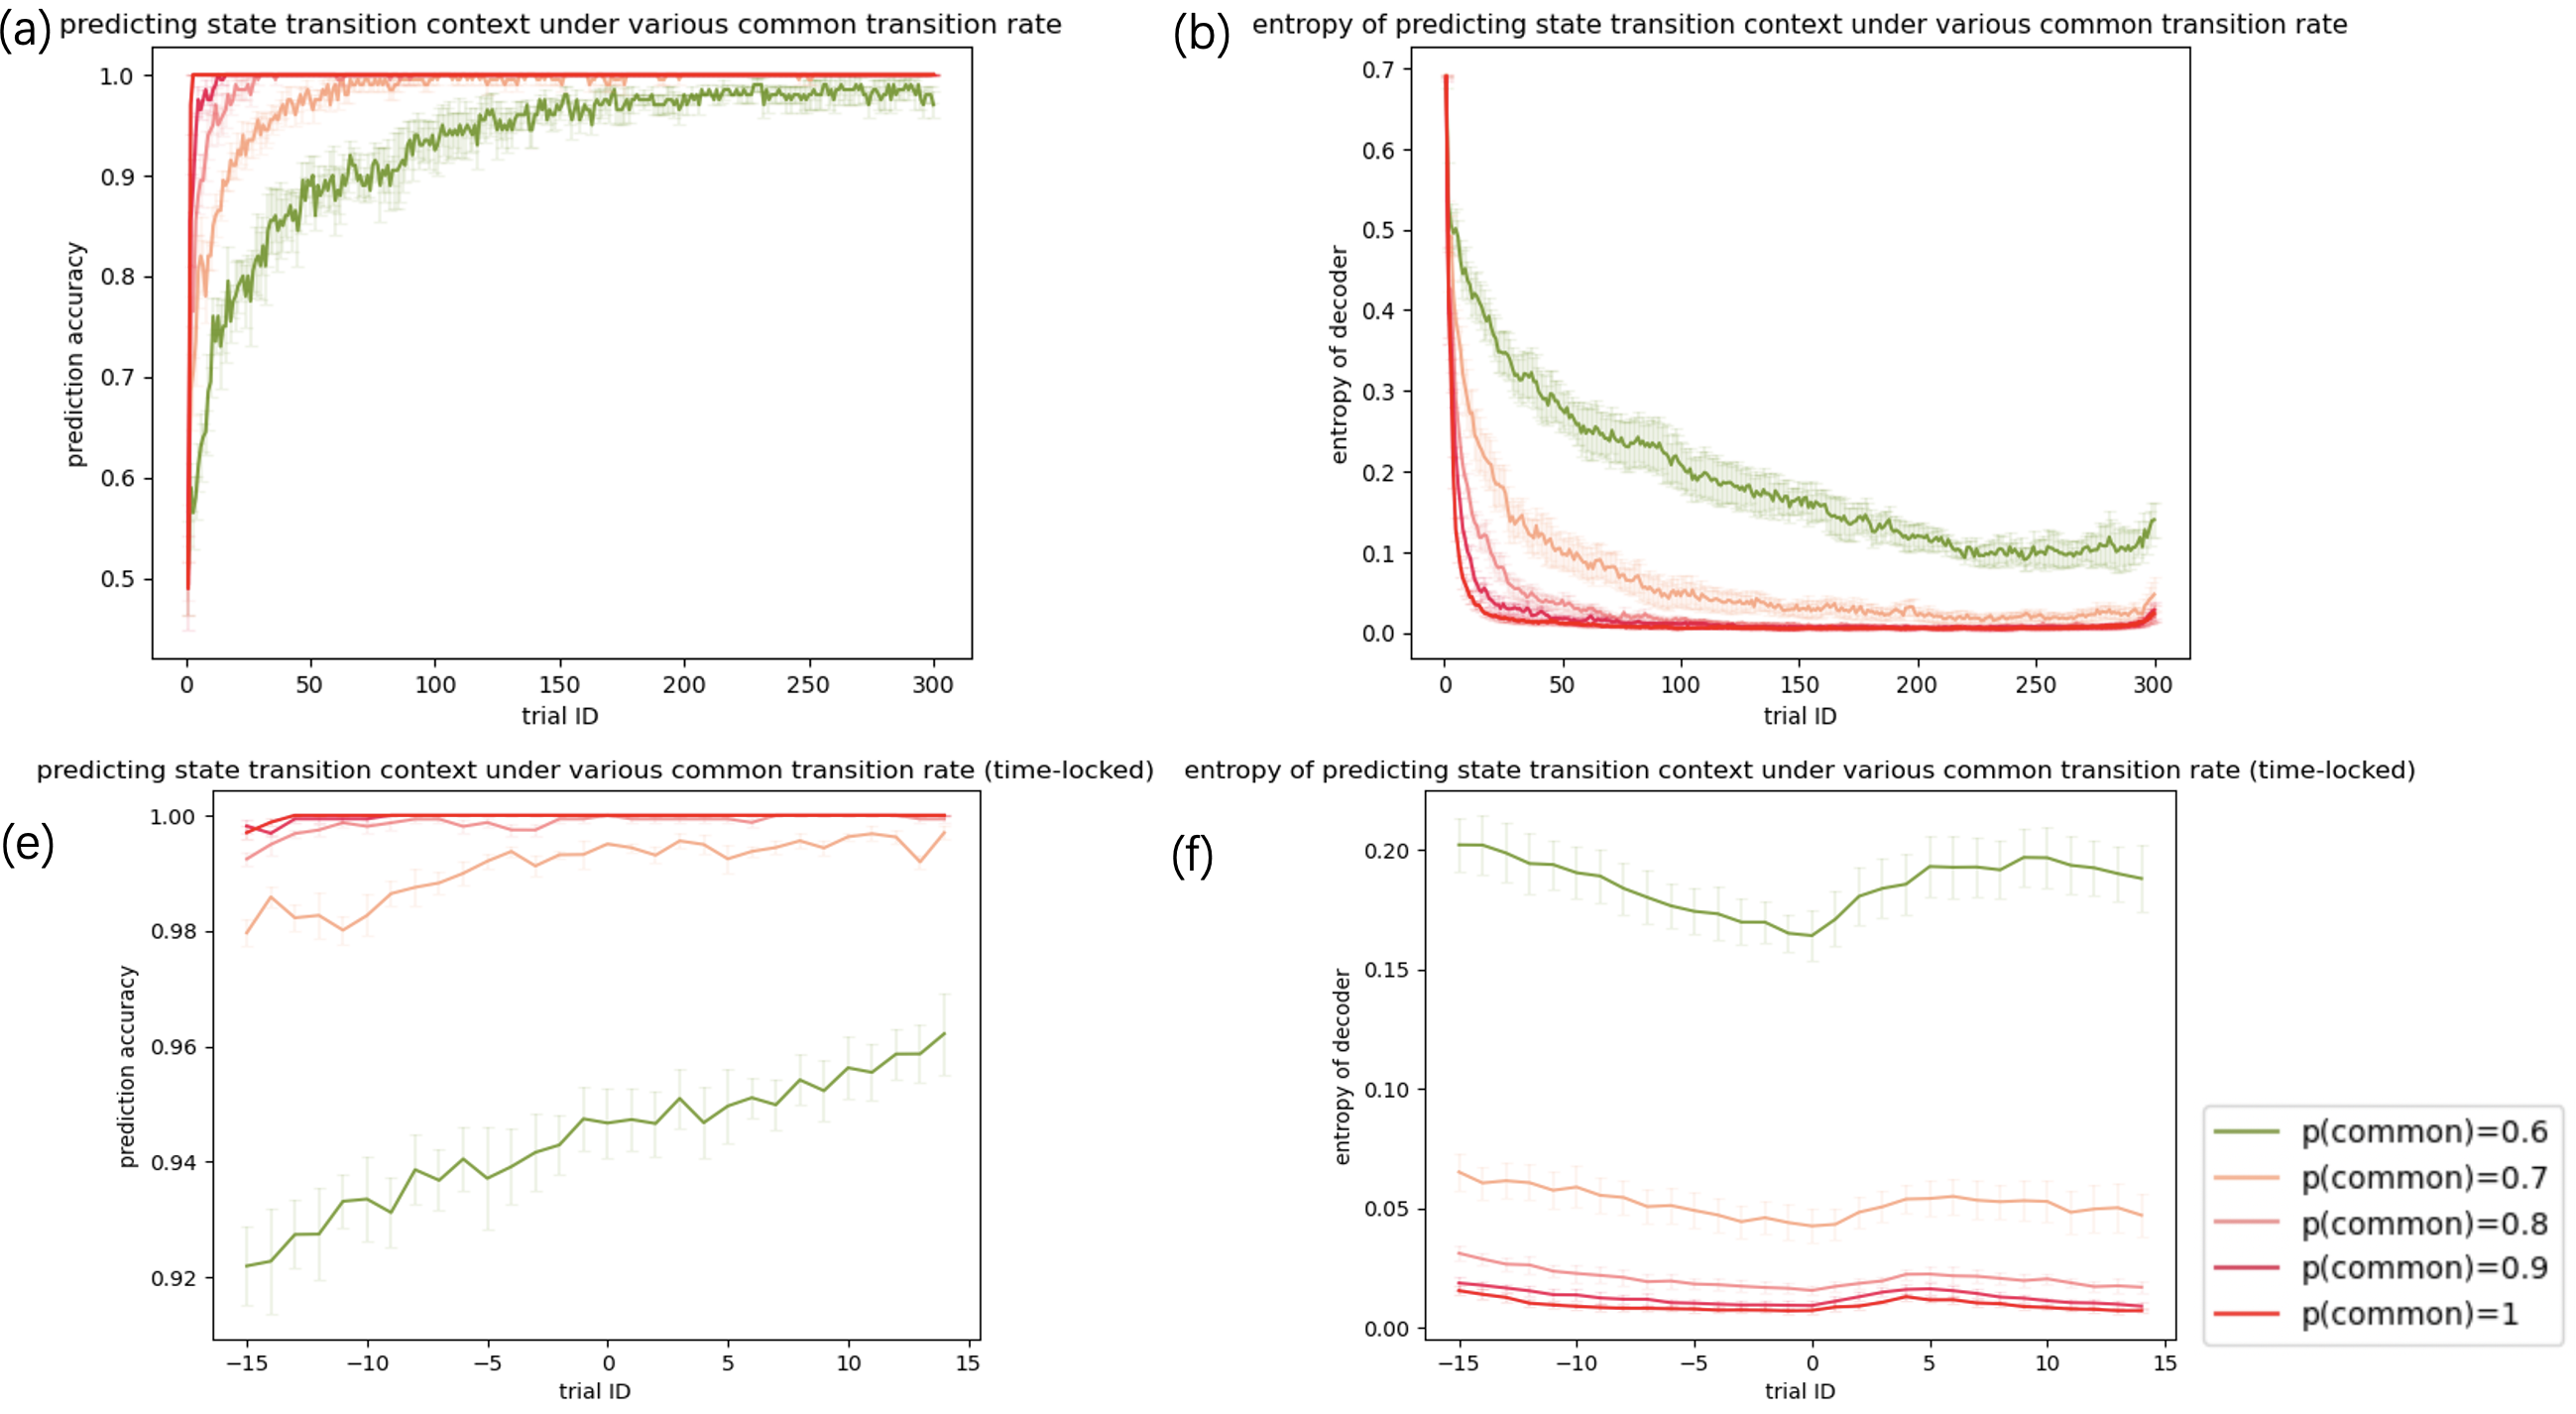 (a) predicting state transition context under various common transition rate
prediction accuracy
1.0
0.9
0.8
0.7
0.6
0.5
0 50 100 150 200 250 300
trial ID
(b) entropy of predicting state transition context under various common transition rate
entropy of decoder
0.7
0.6
0.5
0.4
0.3
0.2
0.1
0.0
0 50 100 150 200 250 300
trial ID
predicting state transition context under various common transition rate (time-locked)
(e)
prediction accuracy
1.00
0.98
0.96
0.94
0.92
−15 −10 −5 0 5 10 15
trial ID
entropy of predicting state transition context under various common transition rate (time-locked)
(f)
entropy of decoder
0.20
0.15
0.10
0.05
0.00
−15 −10 −5 0 5 10 15
trial ID
p(common)=0.6
p(common)=0.7
p(common)=0.8
p(common)=0.9
p(common)=1